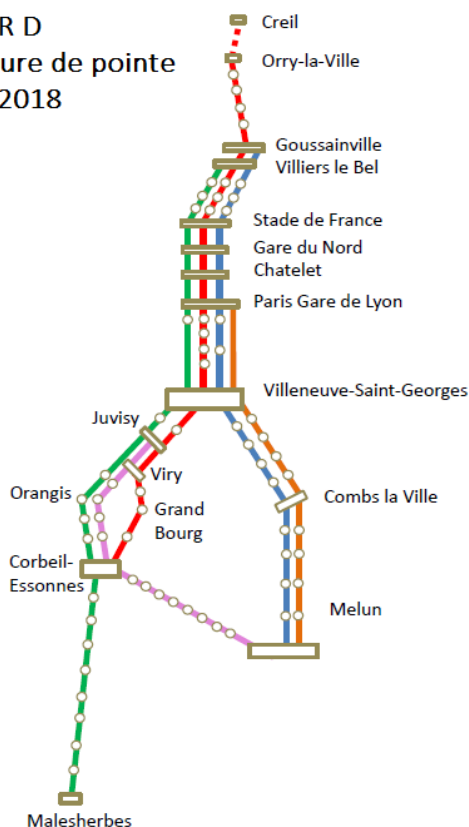 R D
ure de pointe
2018
Creil
Orry-la-Ville
Goussainville
Villiers le Bel
Stade de France
Gare du Nord
Chatelet
Paris Gare de Lyon
Villeneuve-Saint-Georges
Juvisy
Viry
Orangis
Grand
Bourg
Combs la Ville
Corbeil-
Essonnes
Melun
Malesherbes